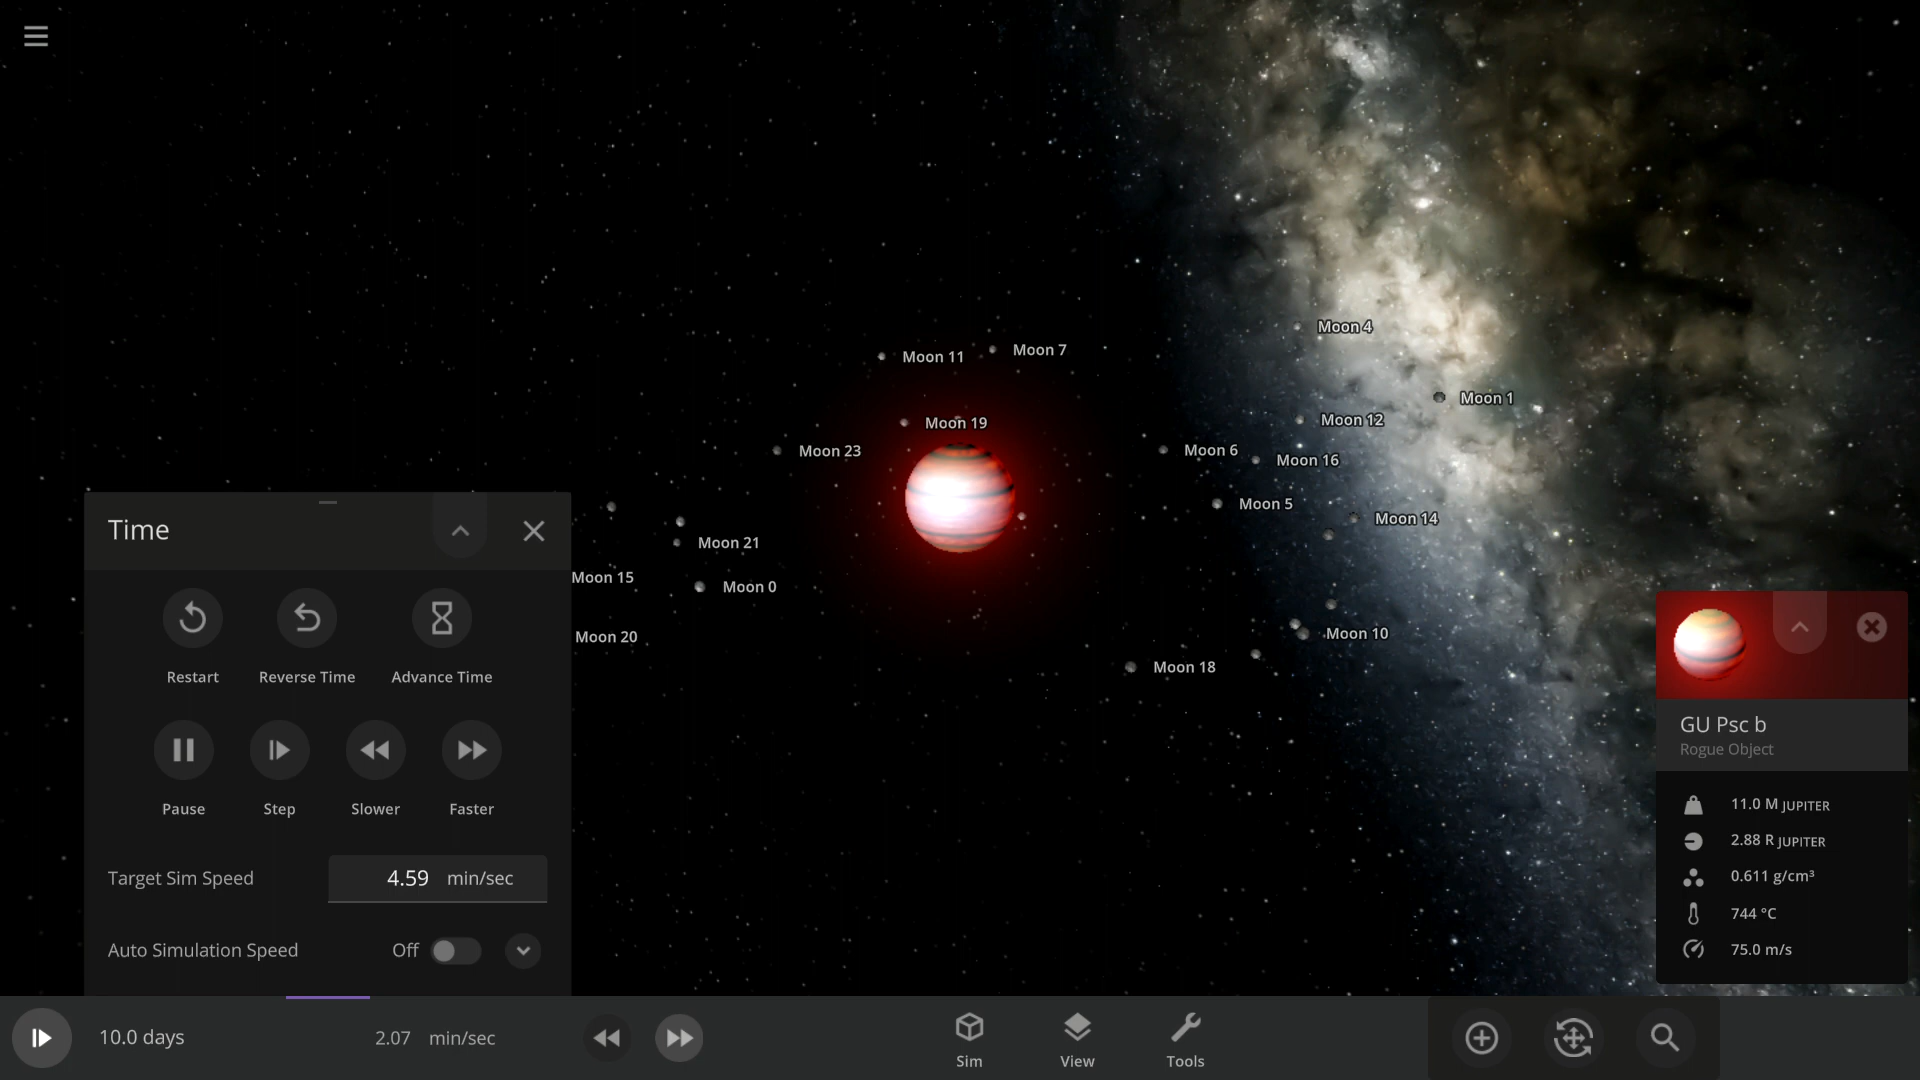 Moon 4
Moon 11
Moon 7
Moon 1
Moon 12
Moon 19
Moon 23
Moon 6
Moon 16
Moon 5
Moon 14
Moon 21
Moon 15
Moon 0
Moon 20
Moon 10
Moon 18
Time
Restart
Reverse Time
Advance Time
Pause
Step
Slower
Faster
Target Sim Speed 4.59 min/sec
Auto Simulation Speed Off
GU Psc b
Rogue Object
11.0 M JUPITER
2.88 R JUPITER
0.611 g/cm³
744 °C
75.0 m/s
10.0 days 2.07 min/sec
Sim
View
Tools